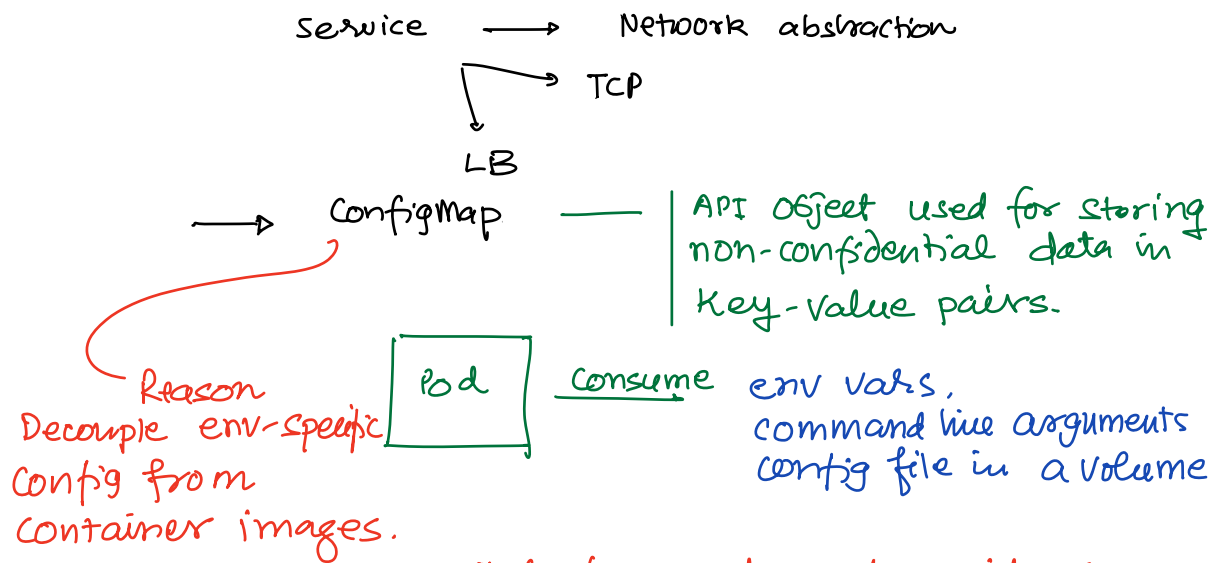 Service → Network abstraction
TCP
LB
→ ConfigMap
API Object used for storing
non-confidential data in
Key-value pairs.
Pod Consume env vars,
command line arguments
config file in a volume
Reason
Decouple env-specific
config from
container images.